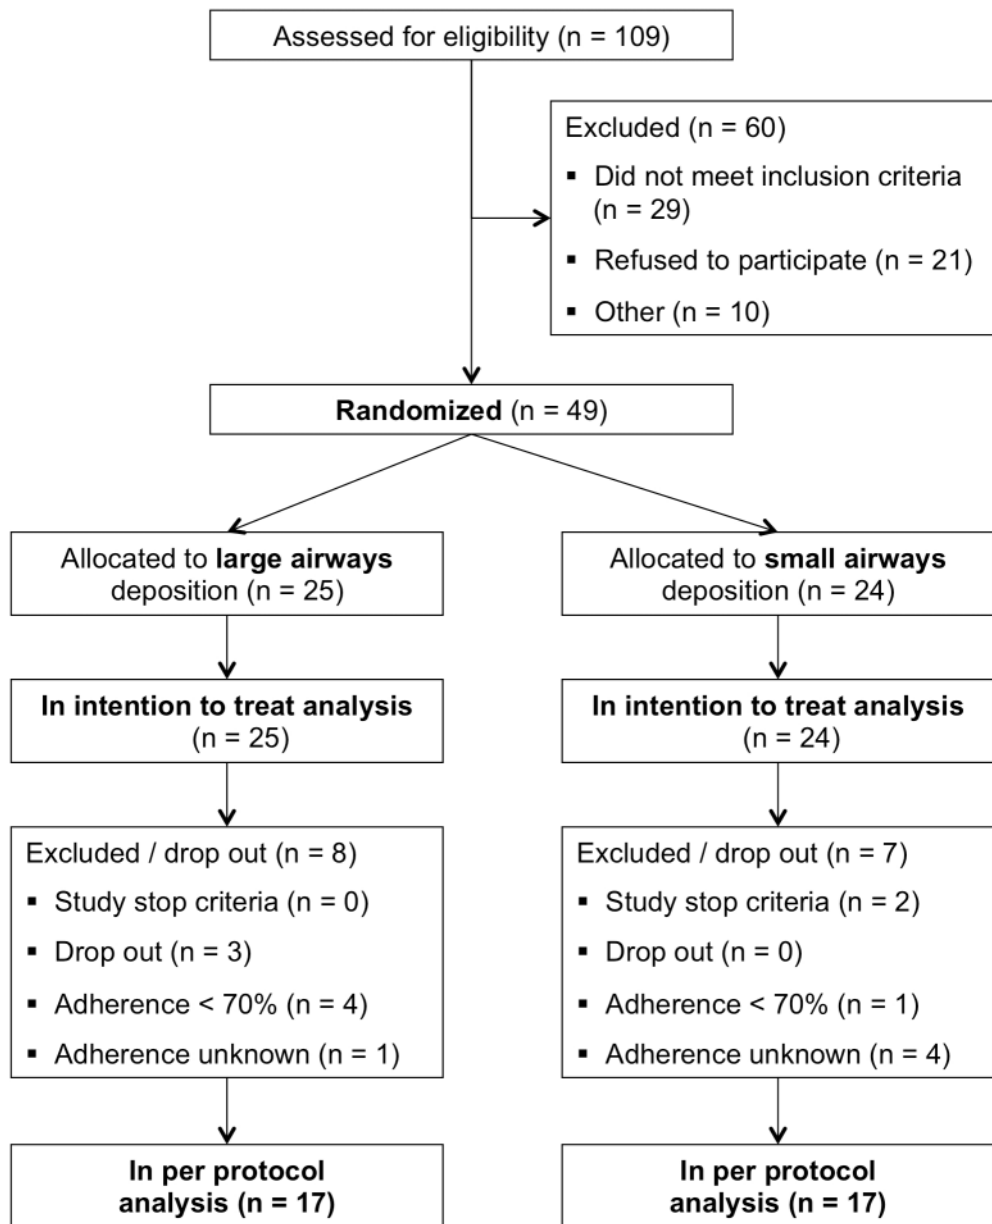 Assessed for eligibility (n = 109)
Excluded (n = 60)
▪ Did not meet inclusion criteria
(n = 29)
▪ Refused to participate (n = 21)
▪ Other (n = 10)
Randomized (n = 49)
Allocated to large airways
deposition (n = 25)
Allocated to small airways
deposition (n = 24)
In intention to treat analysis
(n = 25)
In intention to treat analysis
(n = 24)
Excluded / drop out (n = 8)
▪ Study stop criteria (n = 0)
▪ Drop out (n = 3)
▪ Adherence < 70% (n = 4)
▪ Adherence unknown (n = 1)
Excluded / drop out (n = 7)
▪ Study stop criteria (n = 2)
▪ Drop out (n = 0)
▪ Adherence < 70% (n = 1)
▪ Adherence unknown (n = 4)
In per protocol
analysis (n = 17)
In per protocol
analysis (n = 17)